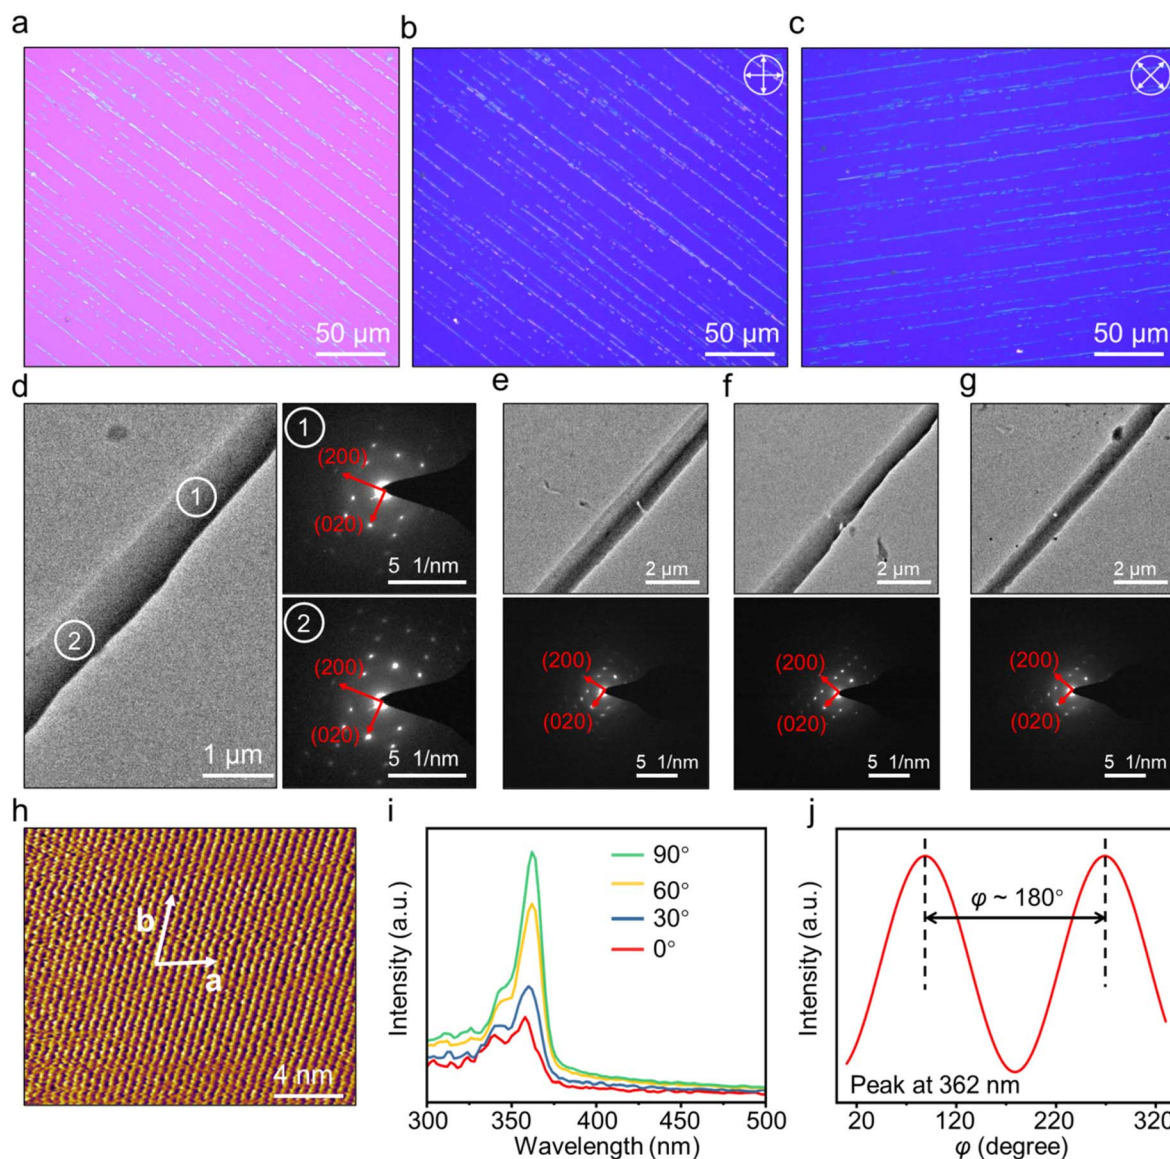 a
b
c
50 μm
50 μm
50 μm
d
e
f
g
1
2
1 μm
1
(200)
(020)
5 1/nm
2
(200)
(020)
5 1/nm
2 μm
2 μm
2 μm
(200)
(020)
5 1/nm
(200)
(020)
5 1/nm
(200)
(020)
5 1/nm
h
b
a
4 nm
i
Intensity (a.u.)
90°
60°
30°
0°
300 350 400 450 500
Wavelength (nm)
j
Intensity (a.u.)
φ ~ 180°
Peak at 362 nm
20 120 220 320
φ (degree)